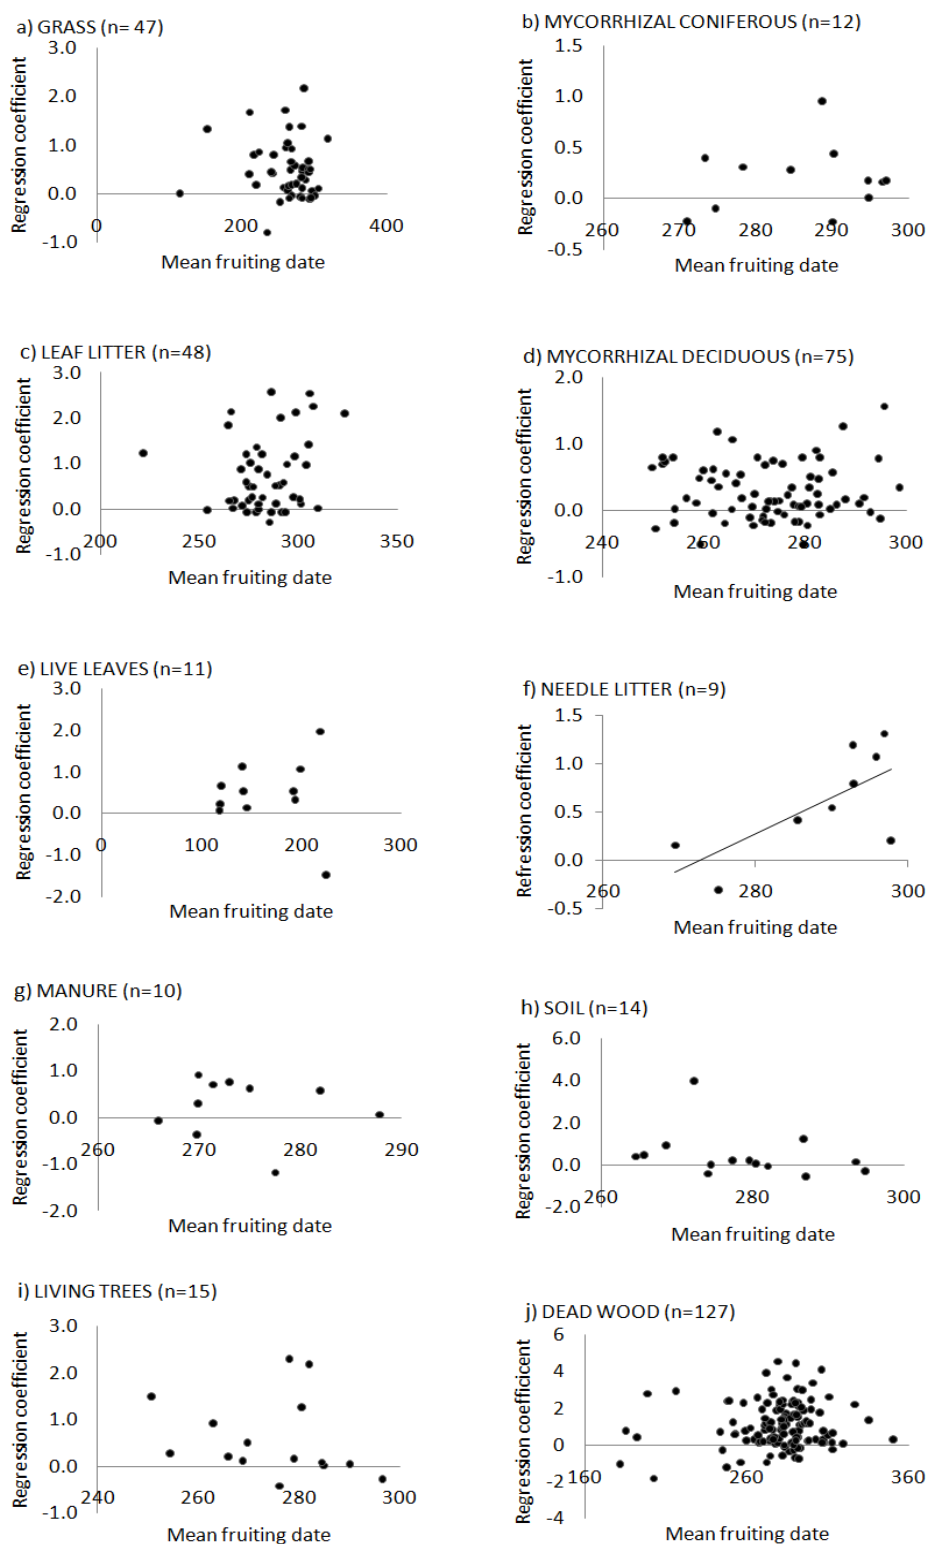 a) GRASS (n= 47)
Regression coefficient
3.0
2.0
1.0
0.0
-1.0
0
200
400
Mean fruiting date
b) MYCORRHIZAL CONIFEROUS (n=12)
Regression coefficient
1.5
1.0
0.5
0.0
-0.5
260
270
280
290
300
Mean fruiting date
c) LEAF LITTER (n=48)
Regression coefficient
3.0
2.0
1.0
0.0
-1.0
200
250
300
350
Mean fruiting date
d) MYCORRHIZAL DECIDUOUS (n=75)
Regression coefficient
2.0
1.0
0.0
-1.0
240
260
280
300
Mean fruiting date
e) LIVE LEAVES (n=11)
Regression coefficient
3.0
2.0
1.0
0.0
-1.0
-2.0
0
100
200
300
Mean fruiting date
f) NEEDLE LITTER (n=9)
Refression coefficient
1.5
1.0
0.5
0.0
-0.5
260
280
300
Mean fruiting date
g) MANURE (n=10)
Regression coefficient
2.0
1.0
0.0
-1.0
-2.0
260
270
280
290
Mean fruiting date
h) SOIL (n=14)
Regression coefficient
6.0
4.0
2.0
0.0
-2.0
260
280
300
Mean fruiting date
i) LIVING TREES (n=15)
Regression coefficient
3.0
2.0
1.0
0.0
-1.0
240
260
280
300
Mean fruiting date
j) DEAD WOOD (n=127)
Regression coefficicent
6
4
2
0
-2
-4
160
260
360
Mean fruiting date